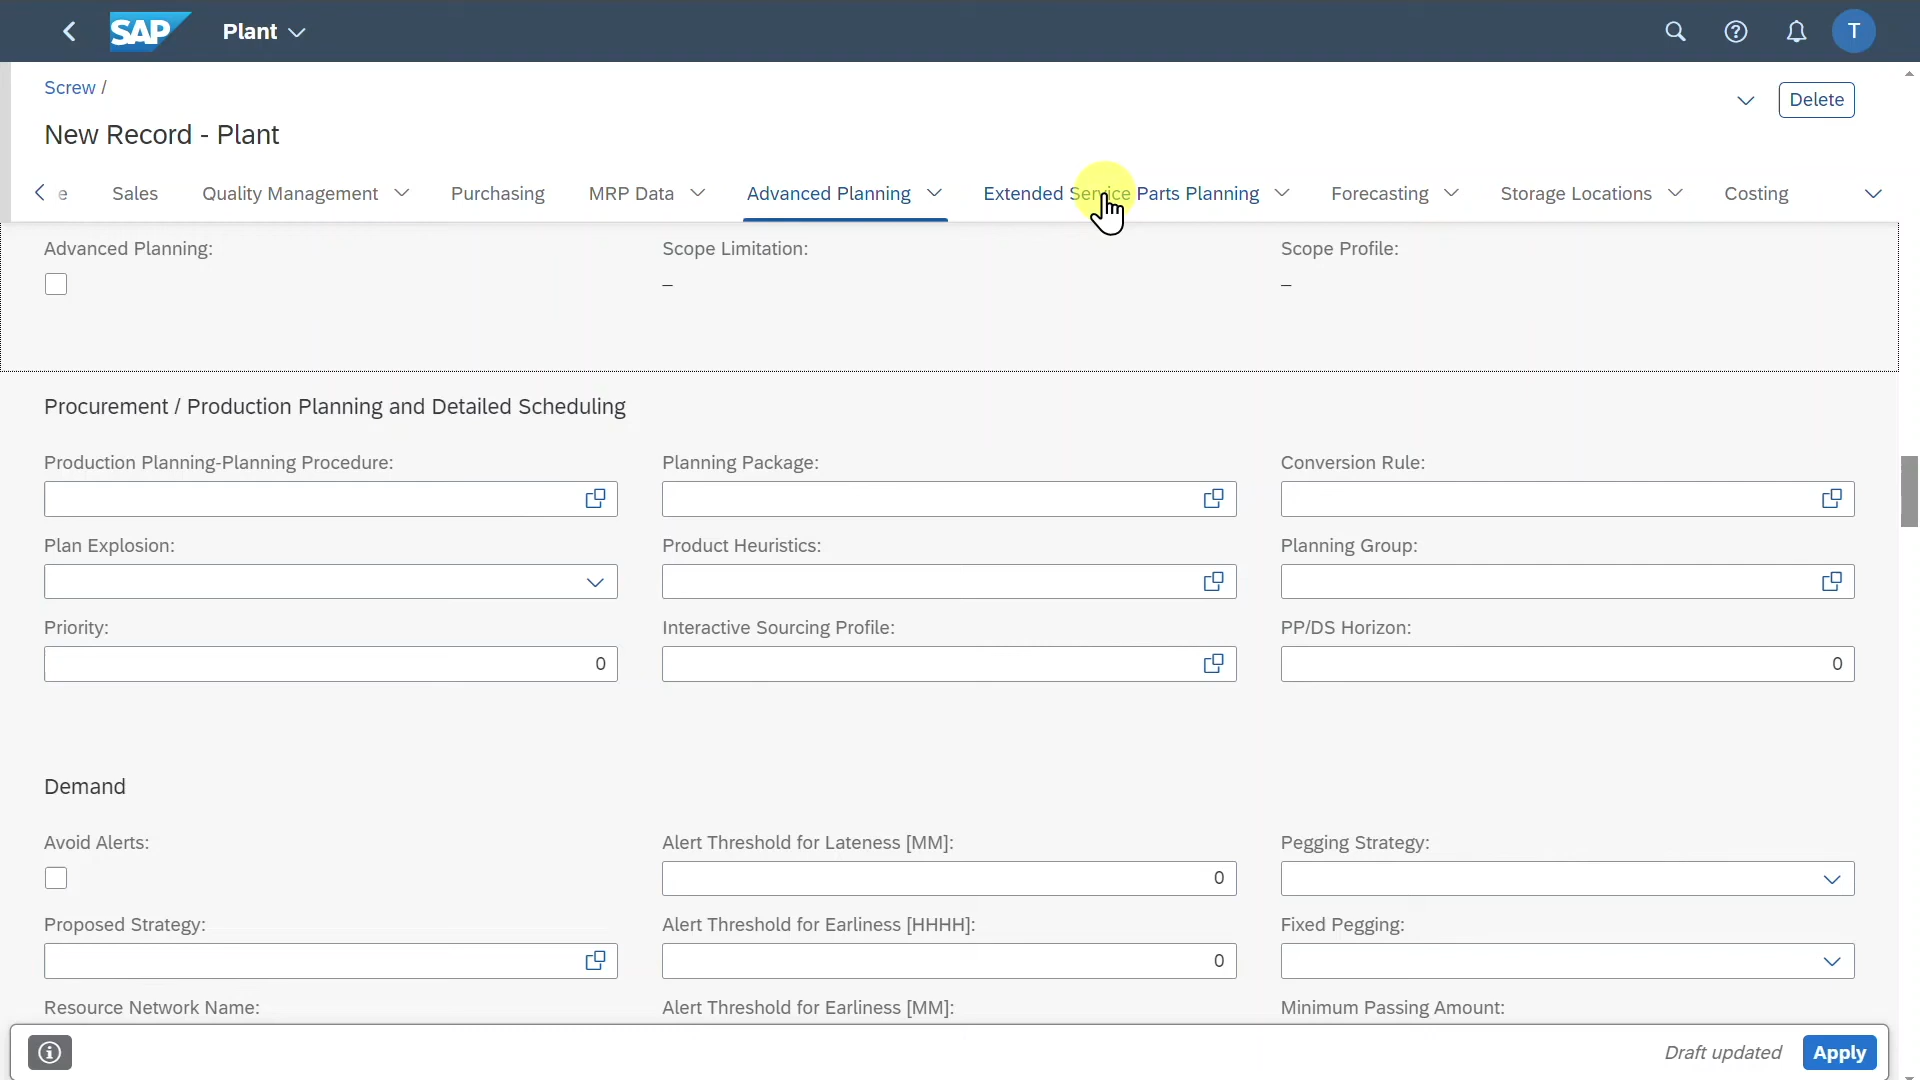 SAP Plant T
Screw /
Delete
New Record - Plant
e Sales Quality Management Purchasing MRP Data Advanced Planning Extended Service Parts Planning Forecasting Storage Locations Costing
Advanced Planning: Scope Limitation: Scope Profile:
– –
Procurement / Production Planning and Detailed Scheduling
Production Planning-Planning Procedure: Planning Package: Conversion Rule:
Plan Explosion: Product Heuristics: Planning Group:
Priority: Interactive Sourcing Profile: PP/DS Horizon:
0 0
Demand
Avoid Alerts: Alert Threshold for Lateness [MM]: Pegging Strategy:
0
Proposed Strategy: Alert Threshold for Earliness [HHHH]: Fixed Pegging:
0
Resource Network Name: Alert Threshold for Earliness [MM]: Minimum Passing Amount:
Draft updated Apply